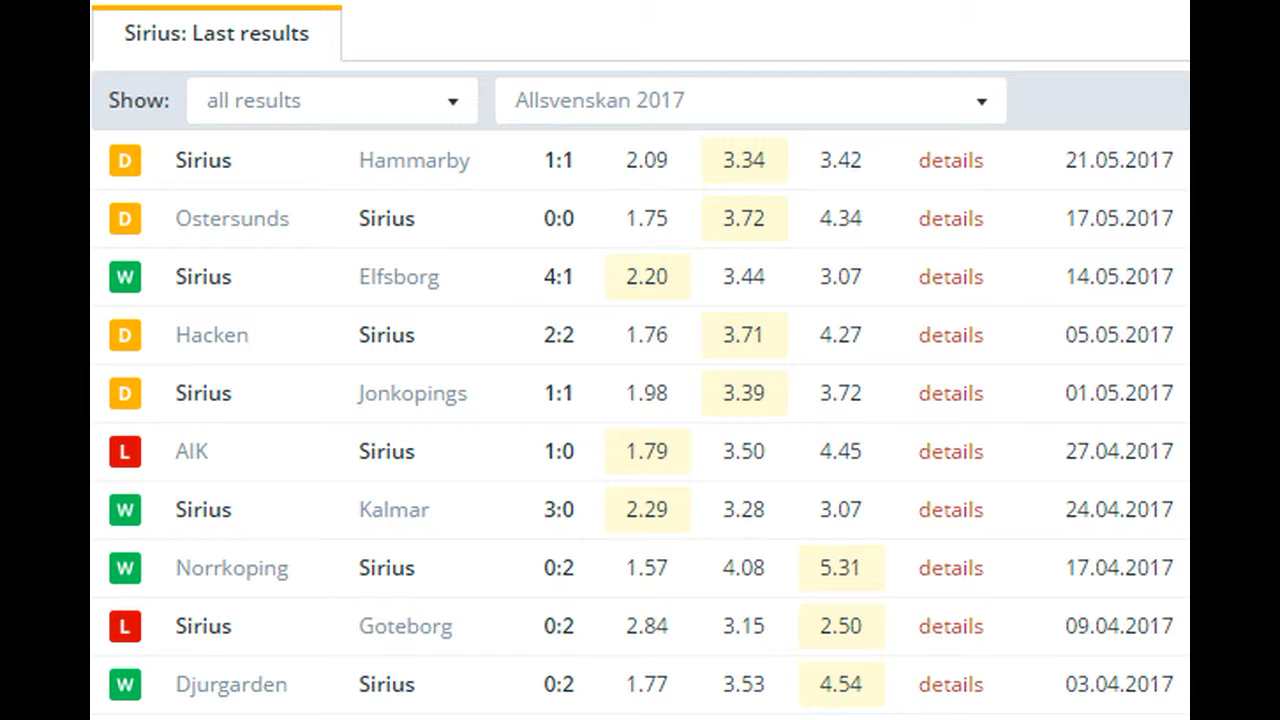 Sirius: Last results
Show: all results Allsvenskan 2017
D Sirius Hammarby 1:1 2.09 3.34 3.42 details 21.05.2017
D Ostersunds Sirius 0:0 1.75 3.72 4.34 details 17.05.2017
W Sirius Elfsborg 4:1 2.20 3.44 3.07 details 14.05.2017
D Hacken Sirius 2:2 1.76 3.71 4.27 details 05.05.2017
D Sirius Jonkopings 1:1 1.98 3.39 3.72 details 01.05.2017
L AIK Sirius 1:0 1.79 3.50 4.45 details 27.04.2017
W Sirius Kalmar 3:0 2.29 3.28 3.07 details 24.04.2017
W Norrkoping Sirius 0:2 1.57 4.08 5.31 details 17.04.2017
L Sirius Goteborg 0:2 2.84 3.15 2.50 details 09.04.2017
W Djurgarden Sirius 0:2 1.77 3.53 4.54 details 03.04.2017